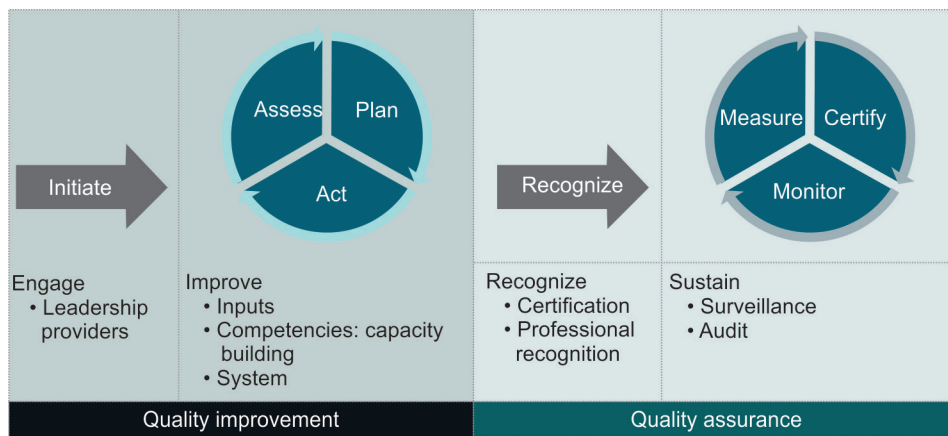 Initiate
Assess
Plan
Act
Recognize
Measure
Certify
Monitor
Engage
• Leadership
providers
Improve
• Inputs
• Competencies: capacity
building
• System
Recognize
• Certification
• Professional
recognition
Sustain
• Surveillance
• Audit
Quality improvement
Quality assurance